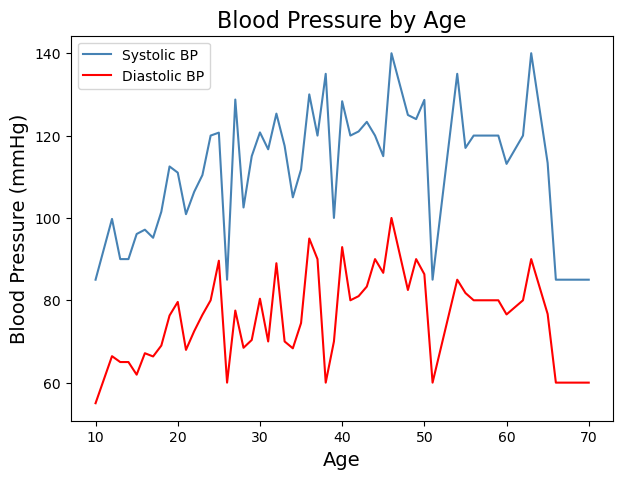 Blood Pressure by Age
Systolic BP
Diastolic BP
Blood Pressure (mmHg)
140
120
100
80
60
10 20 30 40 50 60 70
Age